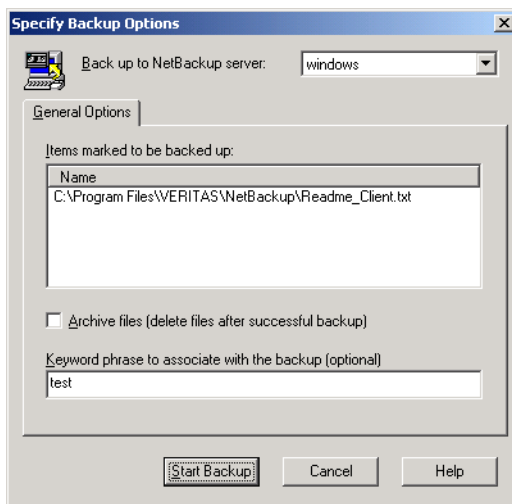 Specify Backup Options
Back up to NetBackup server:
windows
General Options
Items marked to be backed up:
Name
C:\Program Files\VERITAS\NetBackup\Readme_Client.txt
Archive files (delete files after successful backup)
Keyword phrase to associate with the backup (optional)
test
Start Backup
Cancel
Help